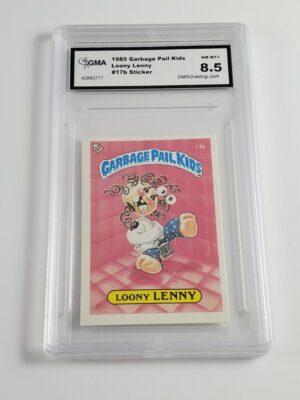 GMA
42860777
1985 Garbage Pail Kids
Loony Lenny
#17b Sticker
NM-MT+
8.5
GMAGrading.com
GARBAGE PAIL KIDS
17b
LOONY LENNY